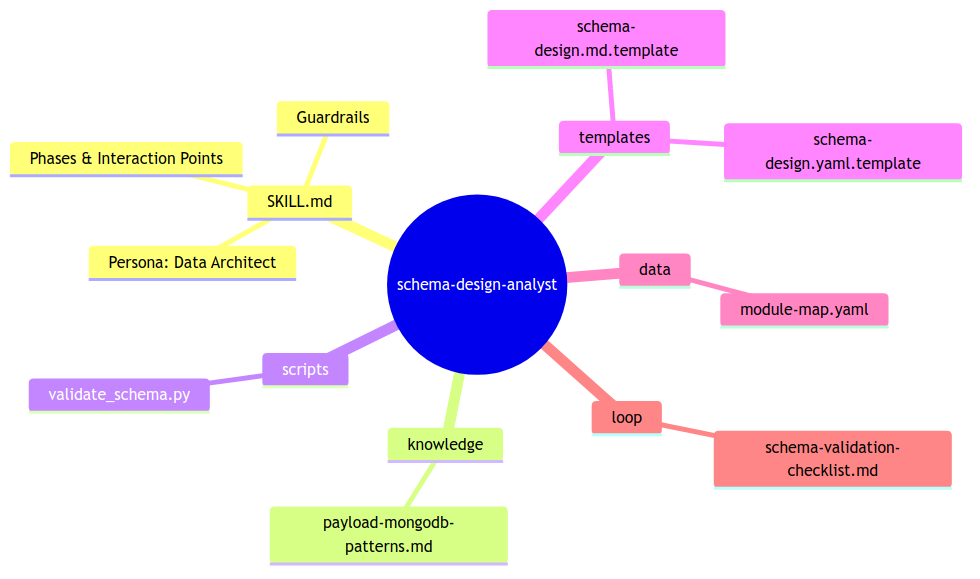 schema-
design.md.template
Guardrails
templates
schema-
design.yaml.template
Phases & Interaction Points
SKILL.md
Persona: Data Architect
data
schema-design-analyst
module-map.yaml
scripts
validate_schema.py
loop
knowledge
schema-validation-
checklist.md
payload-mongodb-
patterns.md